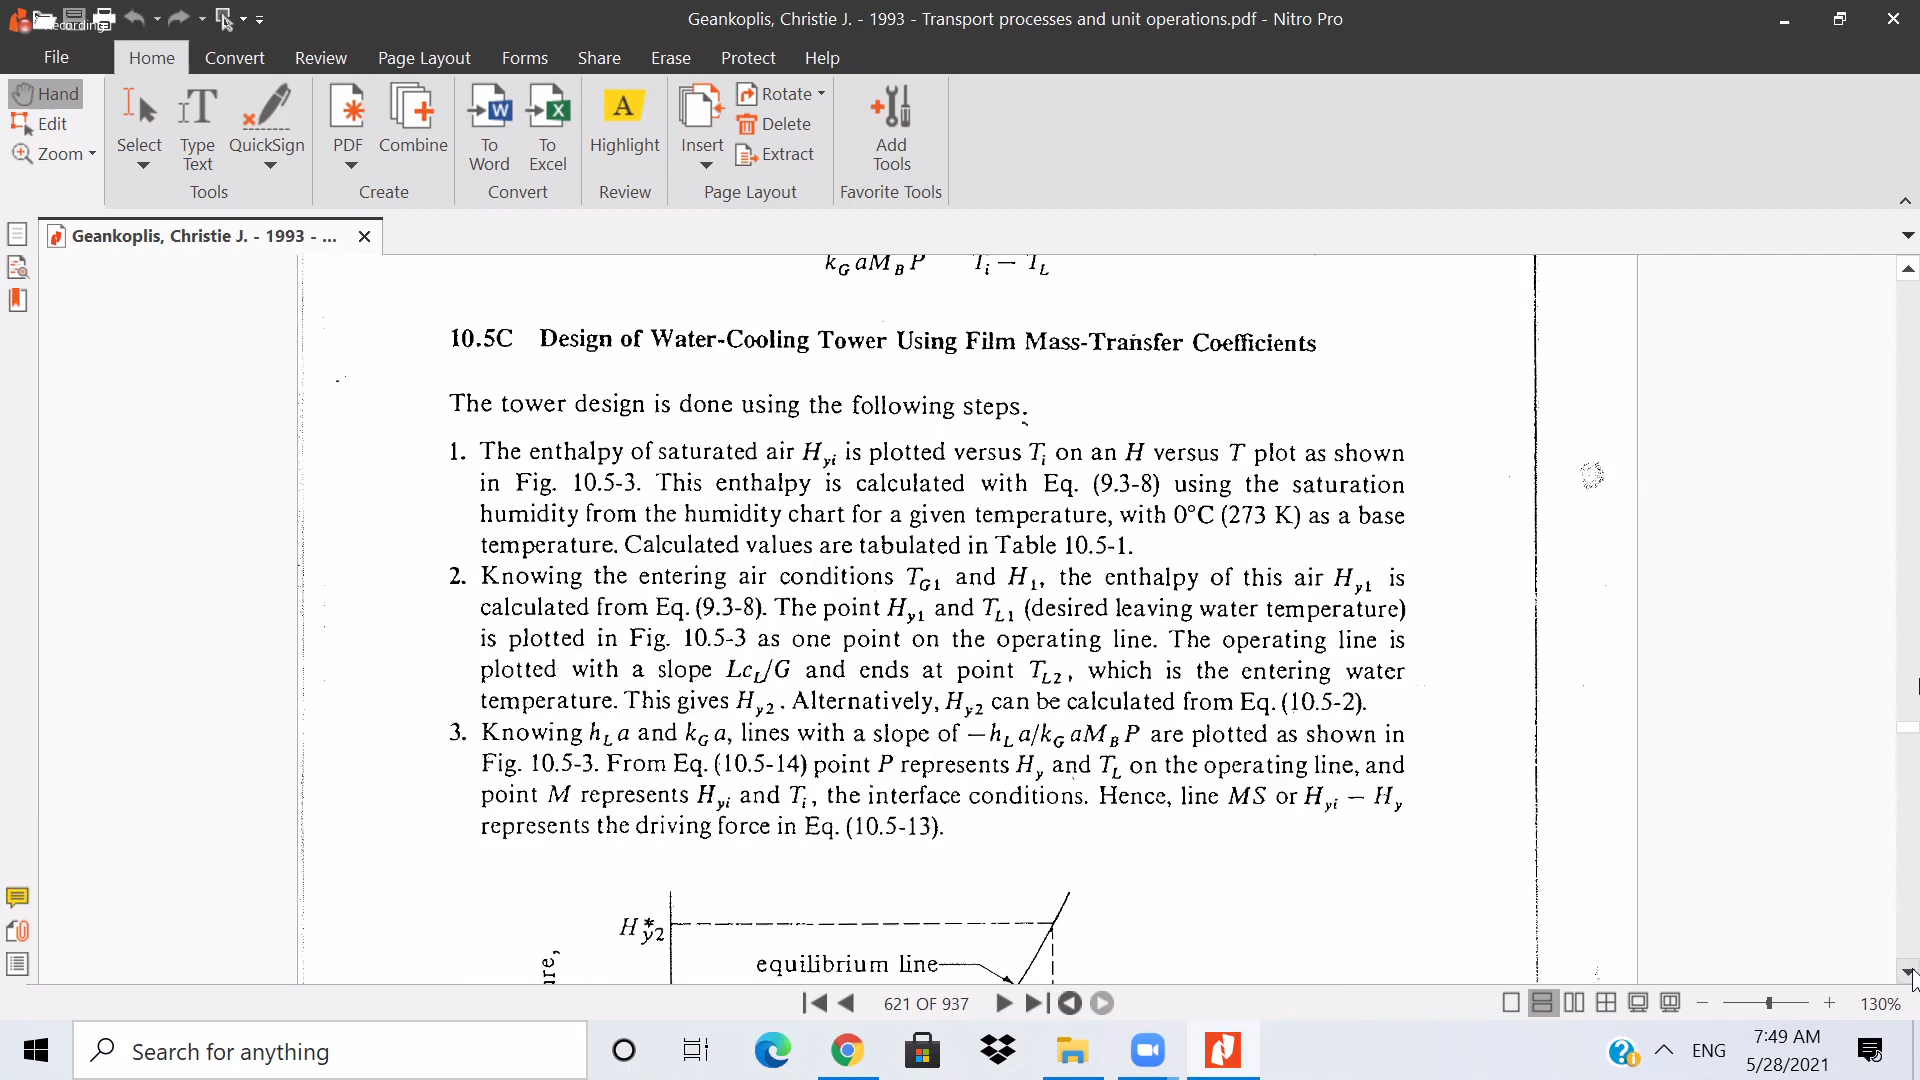 Recording
Geankoplis, Christie J. - 1993 - Transport processes and unit operations.pdf - Nitro Pro
File Home Convert Review Page Layout Forms Share Erase Protect Help
Hand
Edit
Zoom
Select
Type
Text
QuickSign
Tools
PDF
Combine
Create
To
Word
To
Excel
Convert
Highlight
Review
Insert
Rotate
Delete
Extract
Page Layout
Add
Tools
Favorite Tools
Geankoplis, Christie J. - 1993 - ...
k_G aM_B P T_i − T_L
10.5C Design of Water-Cooling Tower Using Film Mass-Transfer Coefficients
The tower design is done using the following steps.
1. The enthalpy of saturated air H_yi is plotted versus T_i on an H versus T plot as shown
in Fig. 10.5-3. This enthalpy is calculated with Eq. (9.3-8) using the saturation
humidity from the humidity chart for a given temperature, with 0°C (273 K) as a base
temperature. Calculated values are tabulated in Table 10.5-1.
2. Knowing the entering air conditions T_G1 and H_1, the enthalpy of this air H_y1 is
calculated from Eq. (9.3-8). The point H_y1 and T_L1 (desired leaving water temperature)
is plotted in Fig. 10.5-3 as one point on the operating line. The operating line is
plotted with a slope Lc_L/G and ends at point T_L2, which is the entering water
temperature. This gives H_y2. Alternatively, H_y2 can be calculated from Eq. (10.5-2).
3. Knowing h_L a and k_G a, lines with a slope of −h_L a/k_G aM_B P are plotted as shown in
Fig. 10.5-3. From Eq. (10.5-14) point P represents H_y and T_L on the operating line, and
point M represents H_yi and T_i, the interface conditions. Hence, line MS or H_yi − H_y
represents the driving force in Eq. (10.5-13).
H*_y2
equilibrium line
621 OF 937
130%
Search for anything
ENG
7:49 AM
5/28/2021